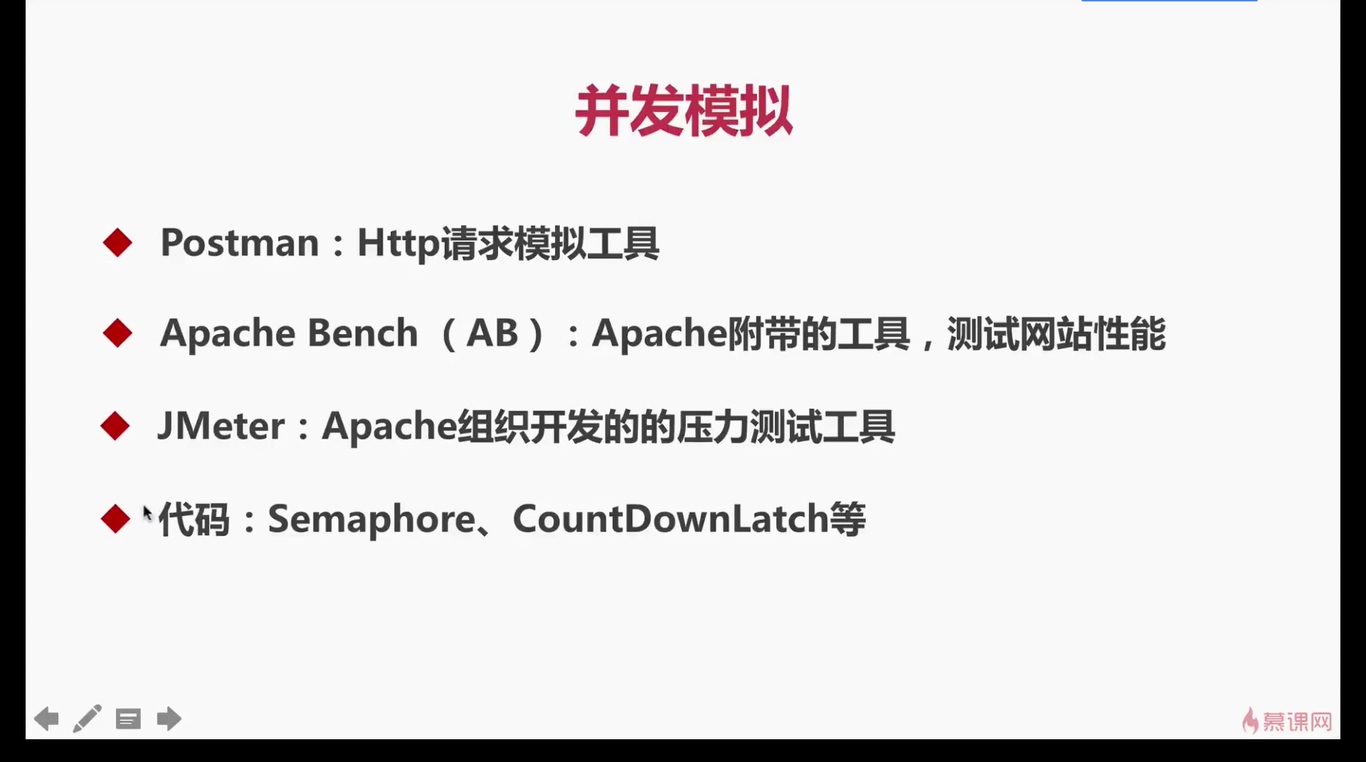 并发模拟
Postman：Http请求模拟工具
Apache Bench（AB）：Apache附带的工具，测试网站性能
JMeter：Apache组织开发的的压力测试工具
代码：Semaphore、CountDownLatch等
慕课网